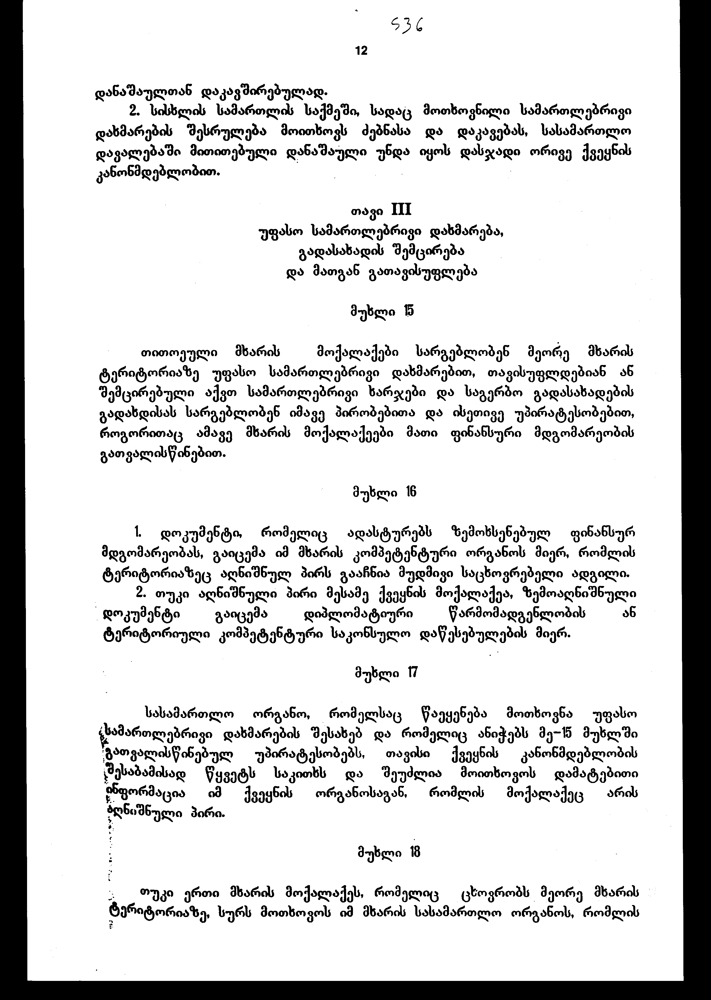 536
12
დანაშაულთან დაკავშირებულად.
2. სისხლის სამართლის საქმეში, სადაც მოთხოვნილი სამართლებრივი
დახმარების შესრულება მოითხოვს ძებნასა და დაკავებას, სასამართლო
დავალებაში მითითებული დანაშაული უნდა იყოს დასჯადი ორივე ქვეყნის
კანონმდებლობით.
თავი III
უფასო სამართლებრივი დახმარება,
გადასახადის შემცირება
და მათგან გათავისუფლება
მუხლი 15
თითოეული მხარის მოქალაქები სარგებლობენ მეორე მხარის
ტერიტორიაზე უფასო სამართლებრივი დახმარებით, თავისუფლდებიან ან
შემცირებული აქვთ სამართლებრივი ხარჯები და საგერბო გადასახადების
გადახდისას სარგებლობენ იმავე პირობებითა და ისეთივე უპირატესობებით,
როგორითაც ამავე მხარის მოქალაქეები მათი ფინანსური მდგომარეობის
გათვალისწინებით.
მუხლი 16
1. დოკუმენტი, რომელიც ადასტურებს ზემოხსენებულ ფინანსურ
მდგომარეობას, გაიცემა იმ მხარის კომპეტენტური ორგანოს მიერ, რომლის
ტერიტორიაზეც აღნიშნულ პირს გააჩნია მუდმივი საცხოვრებელი ადგილი.
2. თუკი აღნიშნული პირი მესამე ქვეყნის მოქალაქეა, ზემოაღნიშნული
დოკუმენტი გაიცემა დიპლომატიური წარმომადგენლობის ან
ტერიტორიული კომპეტენტური საკონსულო დაწესებულების მიერ.
მუხლი 17
სასამართლო ორგანო, რომელსაც წაეყენება მოთხოვნა უფასო
სამართლებრივი დახმარების შესახებ და რომელიც ანიჭებს მე-15 მუხლში
გათვალისწინებულ უპირატესობებს, თავისი ქვეყნის კანონმდებლობის
შესაბამისად წყვეტს საკითხს და შეუძლია მოითხოვოს დამატებითი
ინფორმაცია იმ ქვეყნის ორგანოსაგან, რომლის მოქალაქეც არის
აღნიშნული პირი.
მუხლი 18
თუკი ერთი მხარის მოქალაქეს, რომელიც ცხოვრობს მეორე მხარის
ტერიტორიაზე, სურს მოთხოვოს იმ მხარის სასამართლო ორგანოს, რომლის